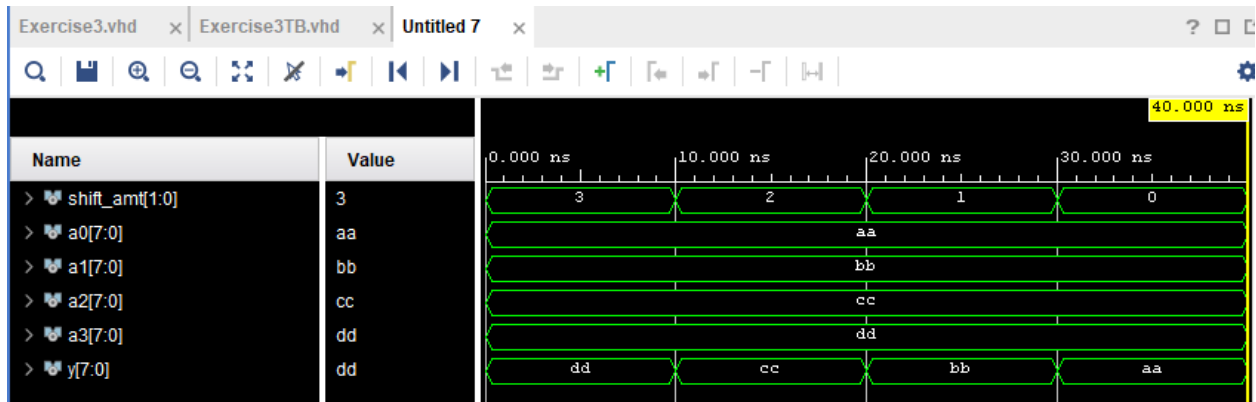 Exercise3.vhd × Exercise3TB.vhd × Untitled 7 × ?
40.000 ns
Name Value 0.000 ns 10.000 ns 20.000 ns 30.000 ns
shift_amt[1:0] 3 3 2 1 0
a0[7:0] aa aa
a1[7:0] bb bb
a2[7:0] cc cc
a3[7:0] dd dd
y[7:0] dd dd cc bb aa